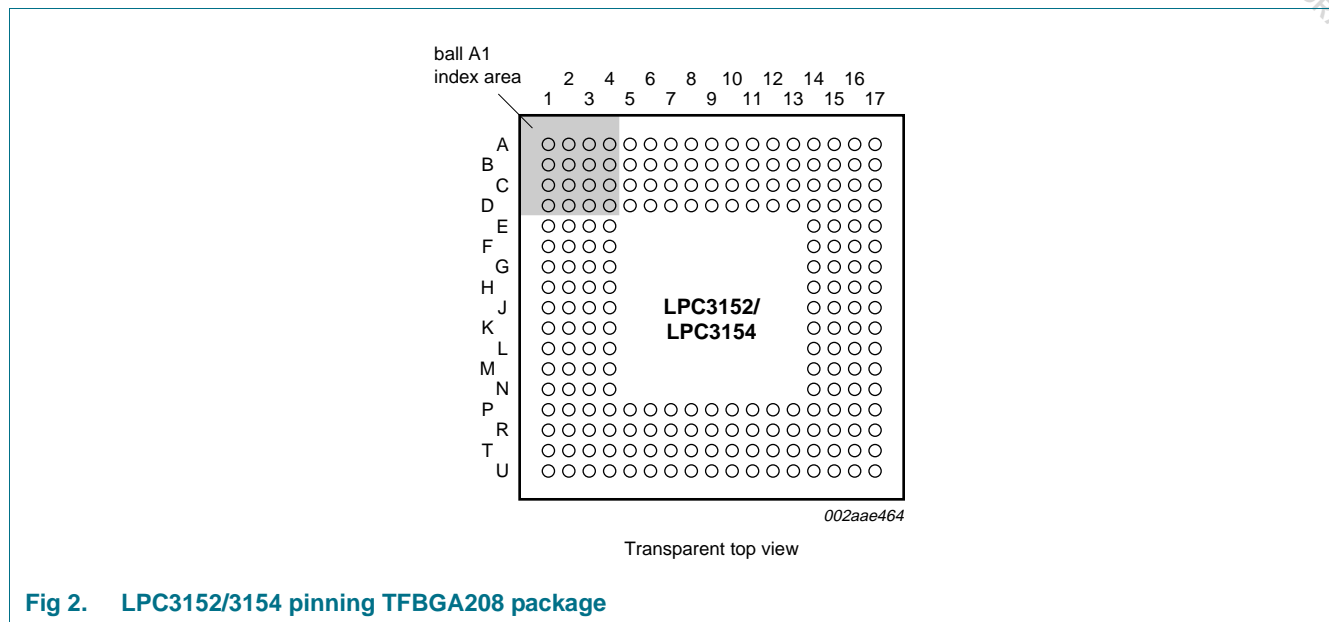 ball A1
index area
2 4 6 8 10 12 14 16
1 3 5 7 9 11 13 15 17
A
B
C
D
E
F
G
H
J
K
L
M
N
P
R
T
U
LPC3152/
LPC3154
002aae464
Transparent top view
Fig 2. LPC3152/3154 pinning TFBGA208 package